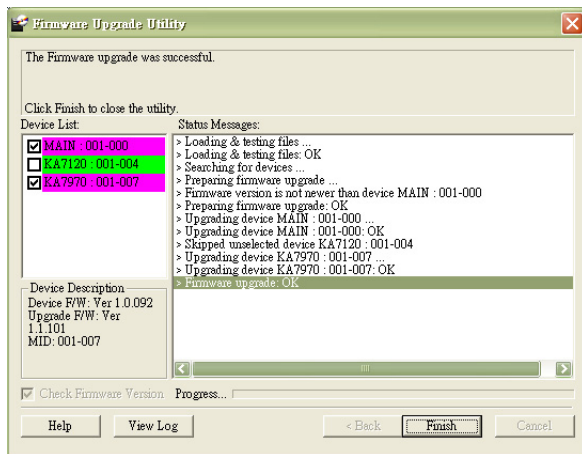 Firmware Upgrade Utility
The Firmware upgrade was successful.
Click Finish to close the utility.
Device List:
MAIN : 001-000
KA7120 : 001-004
KA7970 : 001-007
Device Description
Device F/W: Ver 1.0.092
Upgrade F/W: Ver
1.1.101
MID: 001-007
Status Messages:
> Loading & testing files ...
> Loading & testing files: OK
> Searching for devices ...
> Preparing firmware upgrade ...
> Firmware version is not newer than device MAIN : 001-000
> Preparing firmware upgrade: OK
> Upgrading device MAIN : 001-000 ...
> Upgrading device MAIN : 001-000: OK
> Skipped unselected device KA7120 : 001-004
> Upgrading device KA7970 : 001-007 ...
> Upgrading device KA7970 : 001-007: OK
> Firmware upgrade: OK
Check Firmware Version
Progress...
Help
View Log
< Back
Finish
Cancel